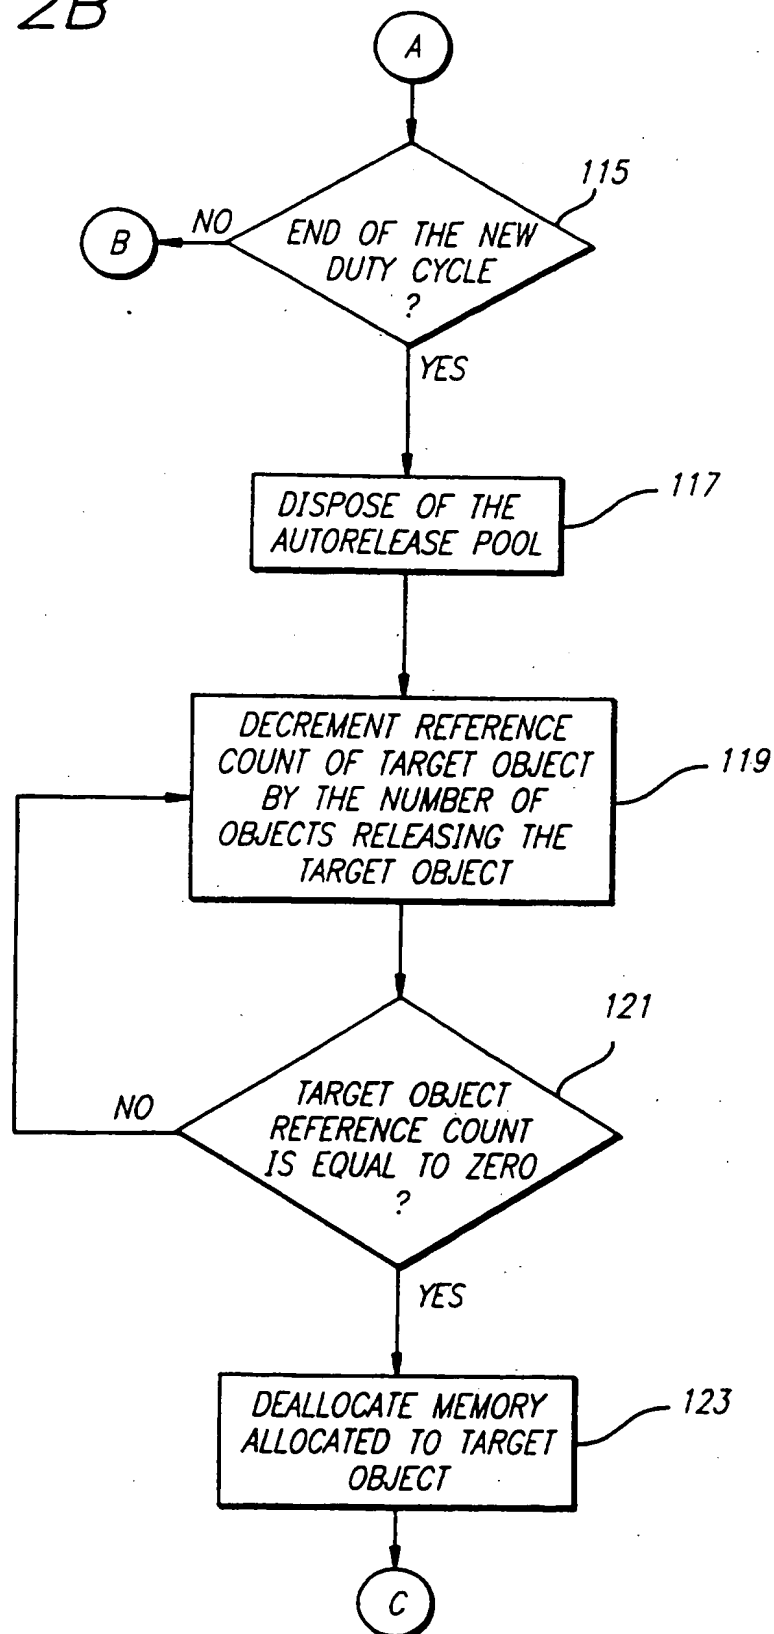 2B
A
115
END OF THE NEW
DUTY CYCLE
?
NO
B
YES
117
DISPOSE OF THE
AUTORELEASE POOL
DECREMENT REFERENCE
COUNT OF TARGET OBJECT
BY THE NUMBER OF
OBJECTS RELEASING THE
TARGET OBJECT
119
121
TARGET OBJECT
REFERENCE COUNT
IS EQUAL TO ZERO
?
NO
YES
DEALLOCATE MEMORY
ALLOCATED TO TARGET
OBJECT
123
C